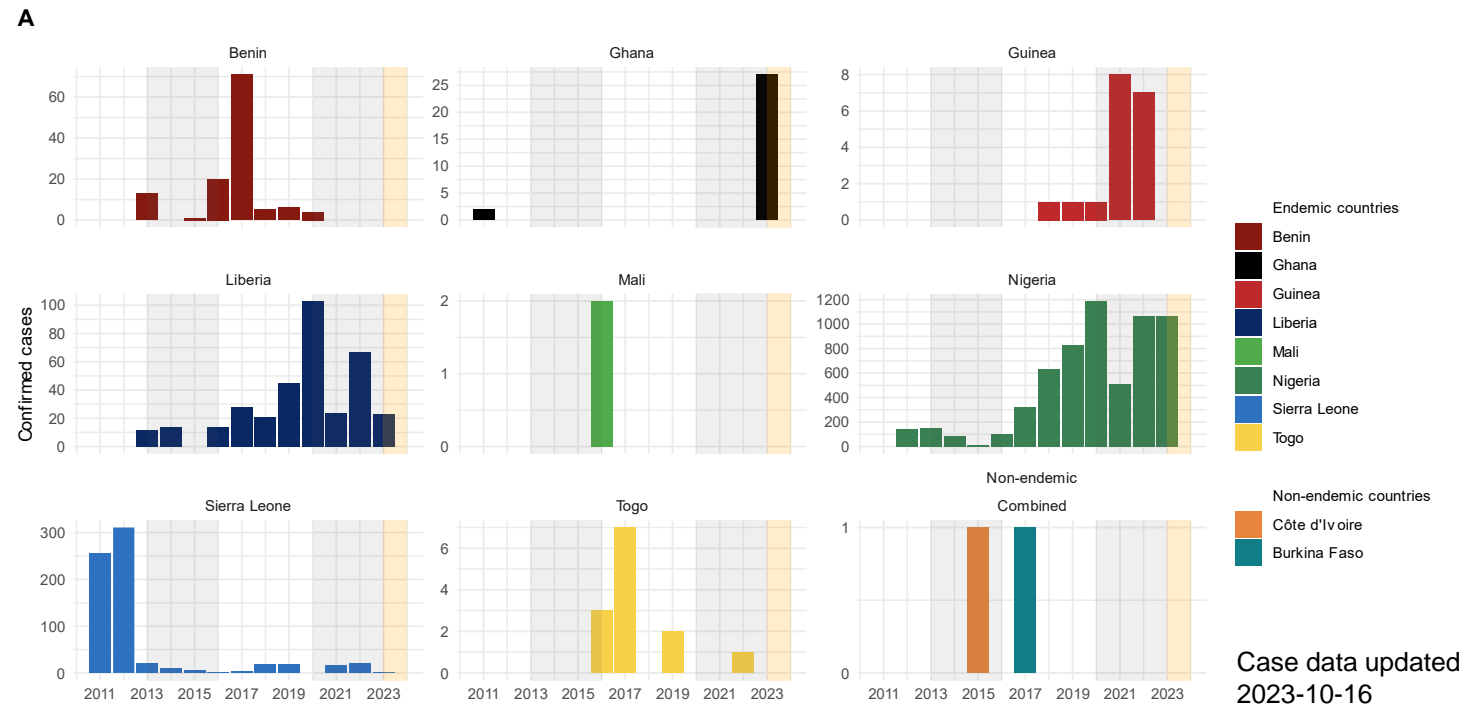 A
Benin
0
20
40
60
Ghana
0
5
10
15
20
25
Guinea
0
2
4
6
8
Liberia
0
20
40
60
80
100
Mali
0
1
2
Nigeria
0
200
400
600
800
1000
1200
Sierra Leone
0
100
200
300
2011 2013 2015 2017 2019 2021 2023
Togo
0
2
4
6
2011 2013 2015 2017 2019 2021 2023
Non-endemic
Combined
0
1
2011 2013 2015 2017 2019 2021 2023
Confirmed cases
Endemic countries
Benin
Ghana
Guinea
Liberia
Mali
Nigeria
Sierra Leone
Togo
Non-endemic countries
Côte d'Ivoire
Burkina Faso
Case data updated
2023-10-16